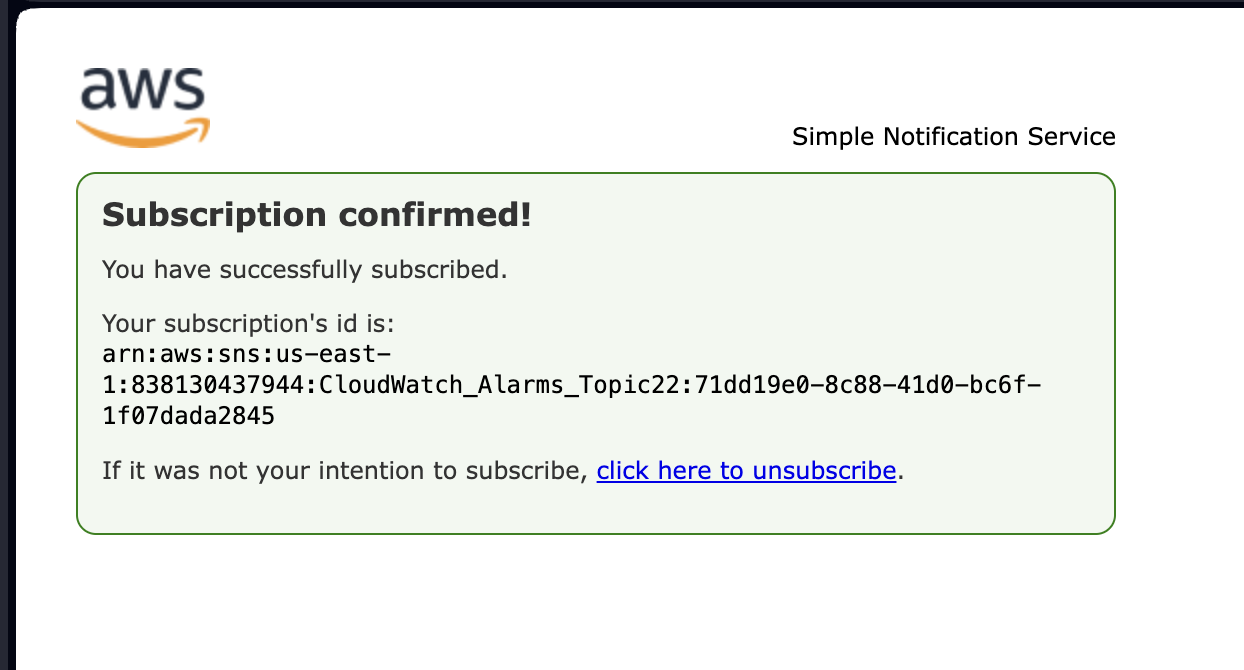 aws
Simple Notification Service
Subscription confirmed!
You have successfully subscribed.
Your subscription's id is:
arn:aws:sns:us-east-
1:838130437944:CloudWatch_Alarms_Topic22:71dd19e0-8c88-41d0-bc6f-
1f07dada2845
If it was not your intention to subscribe, click here to unsubscribe.